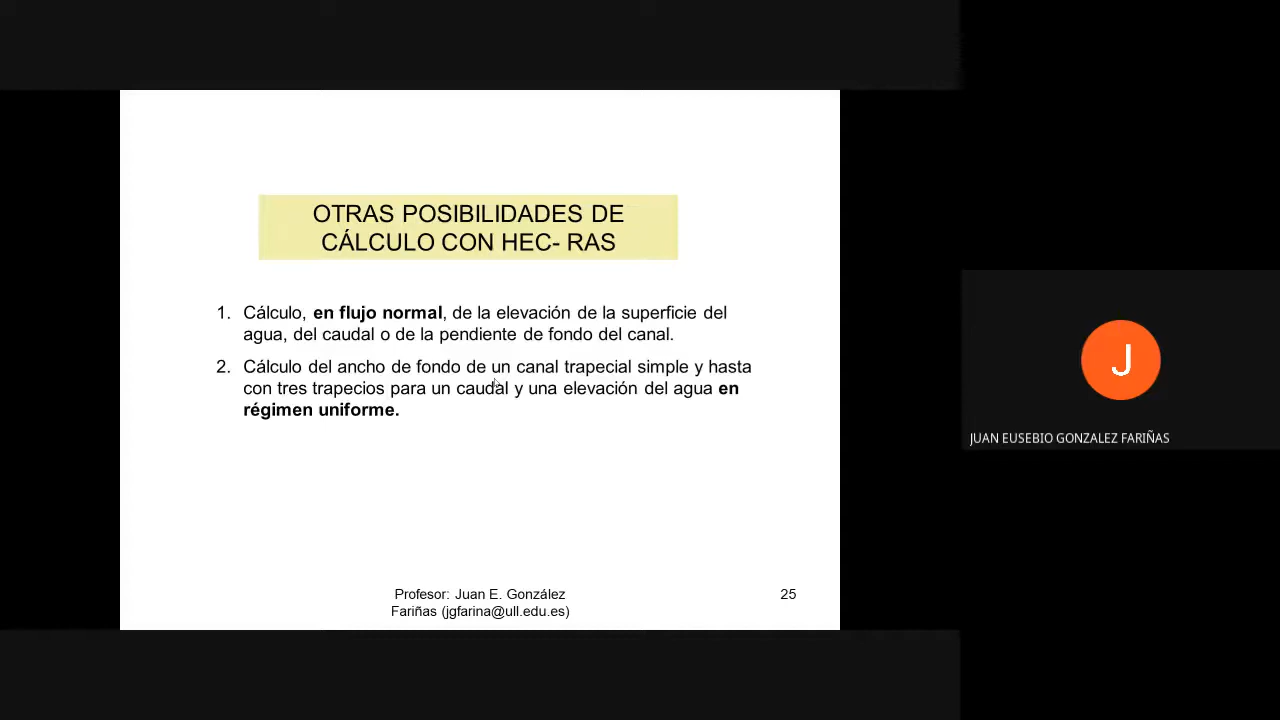 OTRAS POSIBILIDADES DE
CÁLCULO CON HEC- RAS
1. Cálculo, en flujo normal, de la elevación de la superficie del
agua, del caudal o de la pendiente de fondo del canal.
2. Cálculo del ancho de fondo de un canal trapecial simple y hasta
con tres trapecios para un caudal y una elevación del agua en
régimen uniforme.
Profesor: Juan E. González
Fariñas (jgfarina@ull.edu.es)
25
J
JUAN EUSEBIO GONZALEZ FARIÑAS